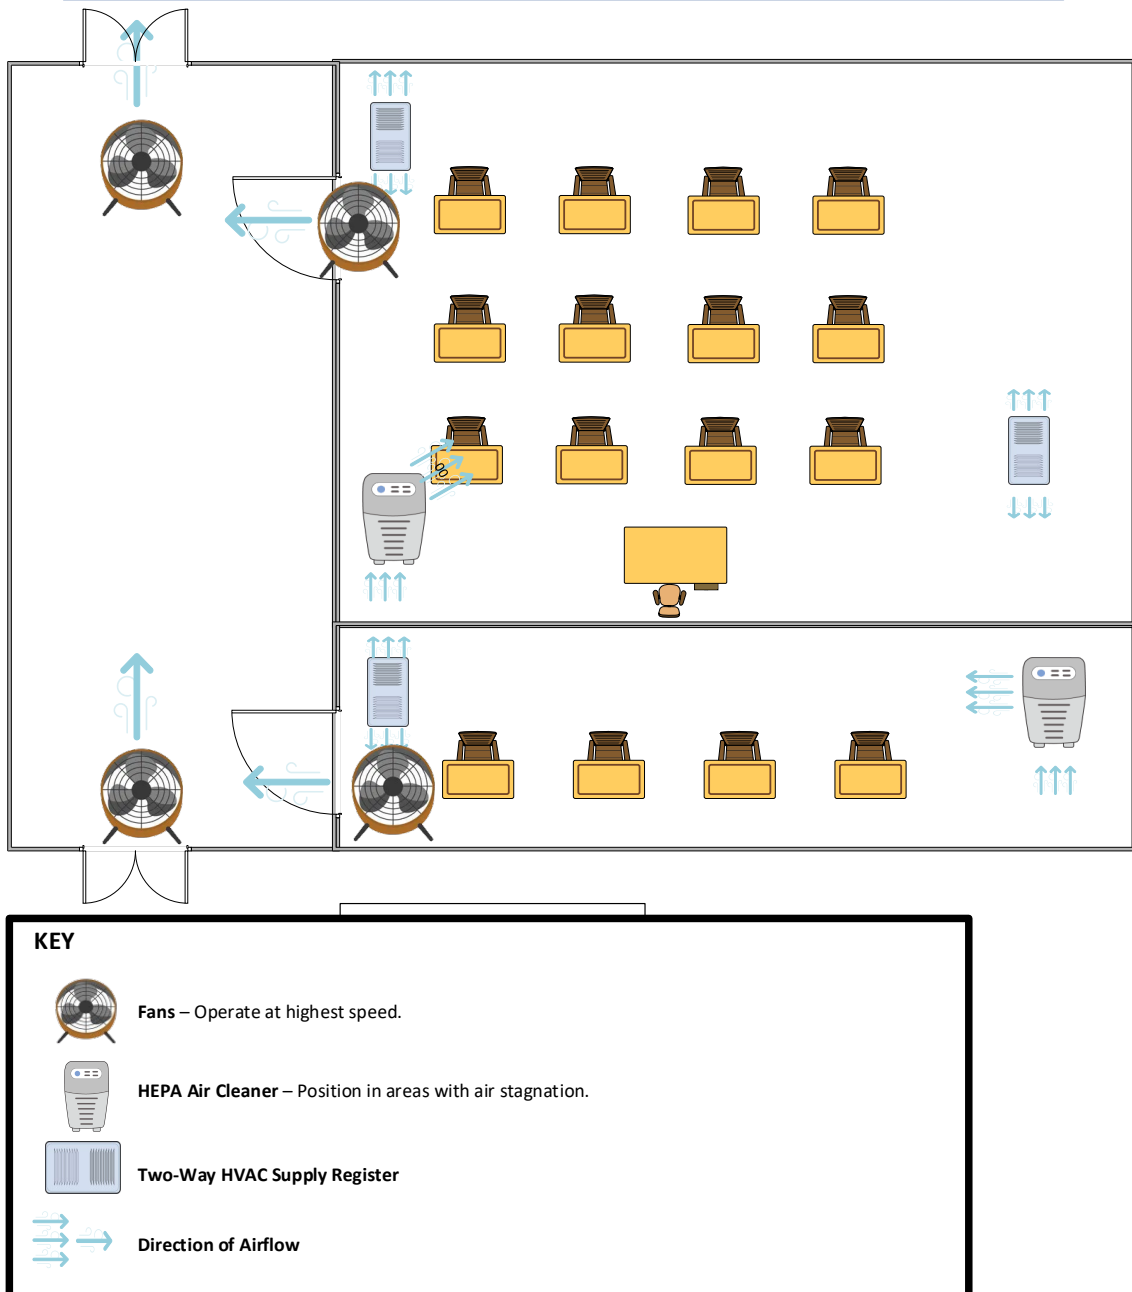 KEY
Fans – Operate at highest speed.
HEPA Air Cleaner – Position in areas with air stagnation.
Two-Way HVAC Supply Register
Direction of Airflow